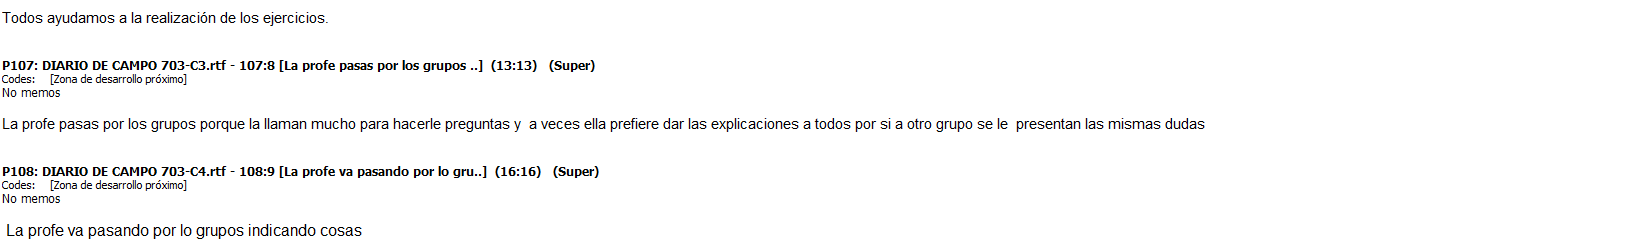 Todos ayudamos a la realización de los ejercicios.
P107: DIARIO DE CAMPO 703-C3.rtf - 107:8 [La profe pasas por los grupos ..] (13:13) (Super)
Codes: [Zona de desarrollo próximo]
No memos
La profe pasas por los grupos porque la llaman mucho para hacerle preguntas y a veces ella prefiere dar las explicaciones a todos por si a otro grupo se le presentan las mismas dudas
P108: DIARIO DE CAMPO 703-C4.rtf - 108:9 [La profe va pasando por lo gru..] (16:16) (Super)
Codes: [Zona de desarrollo próximo]
No memos
La profe va pasando por lo grupos indicando cosas